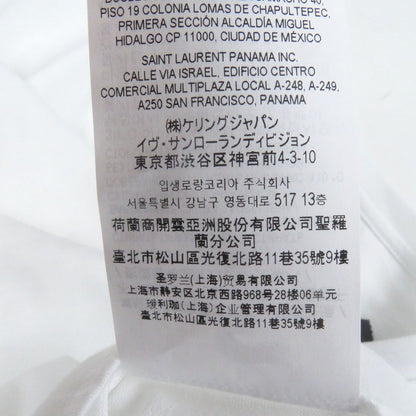 PISO 19 COLONIA LOMAS DE CHAPULTEPEC,
PRIMERA SECCIÓN ALCALDÍA MIGUEL
HIDALGO CP 11000, CIUDAD DE MÉXICO
SAINT LAURENT PANAMA INC.
CALLE VIA ISRAEL, EDIFICIO CENTRO
COMERCIAL MULTIPLAZA LOCAL A-248, A-249,
A250 SAN FRANCISCO, PANAMA
㈱ケリングジャパン
イヴ・サンローランディビジョン
東京都渋谷区神宮前4-3-10
입생로랑코리아 주식회사
서울특별시 강남구 영동대로 517 13층
荷蘭商開雲亞洲股份有限公司聖羅
蘭分公司
臺北市松山區光復北路11巷35號9樓
圣罗兰(上海)贸易有限公司
上海市静安区北京西路968号28楼06单元
(上海)企业管理有限公司
臺北市松山區光復北路11巷35號9樓